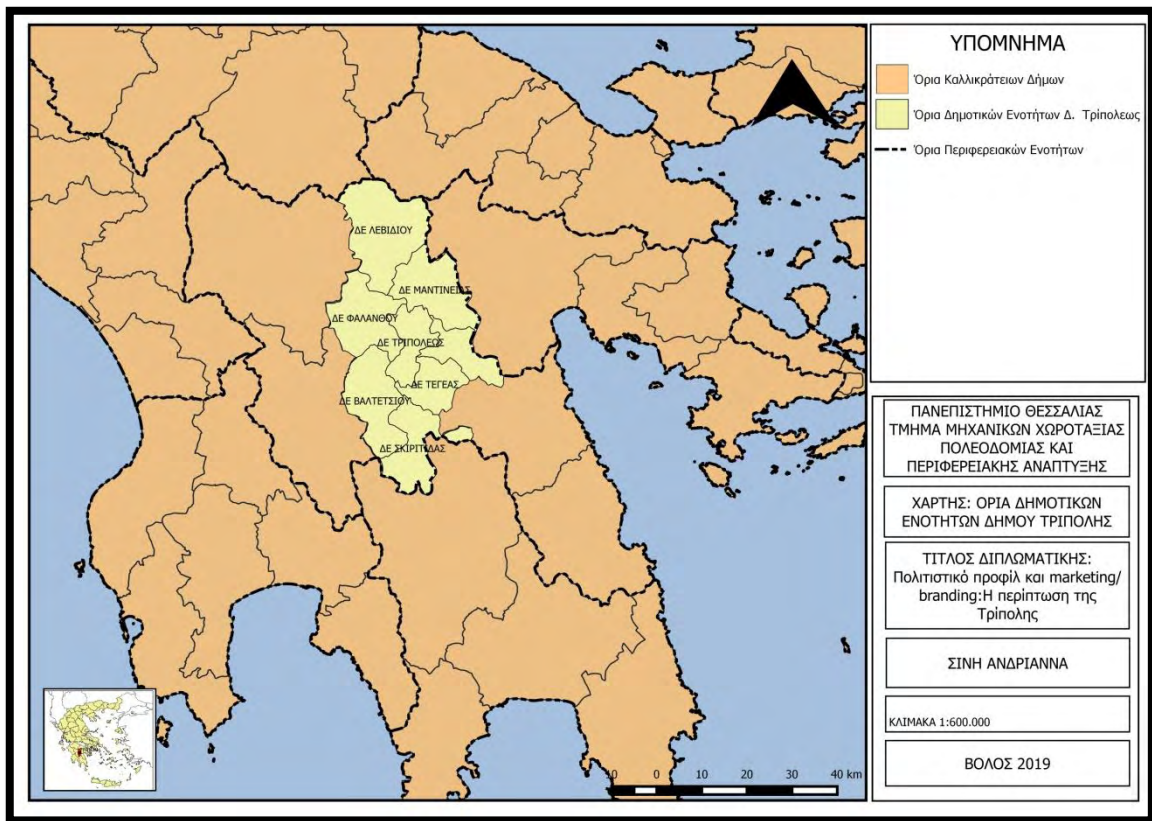 ΥΠΟΜΝΗΜΑ
Όρια Καλλικράτειων Δήμων
Όρια Δημοτικών Ενοτήτων Δ. Τρίπολεως
Όρια Περιφερειακών Ενοτήτων
ΔΕ ΛΕΒΙΔΙΟΥ
ΔΕ ΜΑΝΤΙΝΕΙΑΣ
ΔΕ ΦΑΛΑΝΘΟΥ
ΔΕ ΤΡΙΠΟΛΕΩΣ
ΔΕ ΤΕΓΕΑΣ
ΔΕ ΒΑΛΤΕΤΣΙΟΥ
ΔΕ ΣΚΙΡΙΤΙΔΑΣ
ΠΑΝΕΠΙΣΤΗΜΙΟ ΘΕΣΣΑΛΙΑΣ
ΤΜΗΜΑ ΜΗΧΑΝΙΚΩΝ ΧΩΡΟΤΑΞΙΑΣ
ΠΟΛΕΟΔΟΜΙΑΣ ΚΑΙ
ΠΕΡΙΦΕΡΕΙΑΚΗΣ ΑΝΑΠΤΥΞΗΣ
ΧΑΡΤΗΣ: ΟΡΙΑ ΔΗΜΟΤΙΚΩΝ
ΕΝΟΤΗΤΩΝ ΔΗΜΟΥ ΤΡΙΠΟΛΗΣ
ΤΙΤΛΟΣ ΔΙΠΛΩΜΑΤΙΚΗΣ:
Πολιτιστικό προφίλ και marketing/
branding:Η περίπτωση της
Τρίπολης
ΣΙΝΗ ΑΝΔΡΙΑΝΝΑ
ΚΛΙΜΑΚΑ 1:600.000
ΒΟΛΟΣ 2019
10 0 10 20 30 40 km